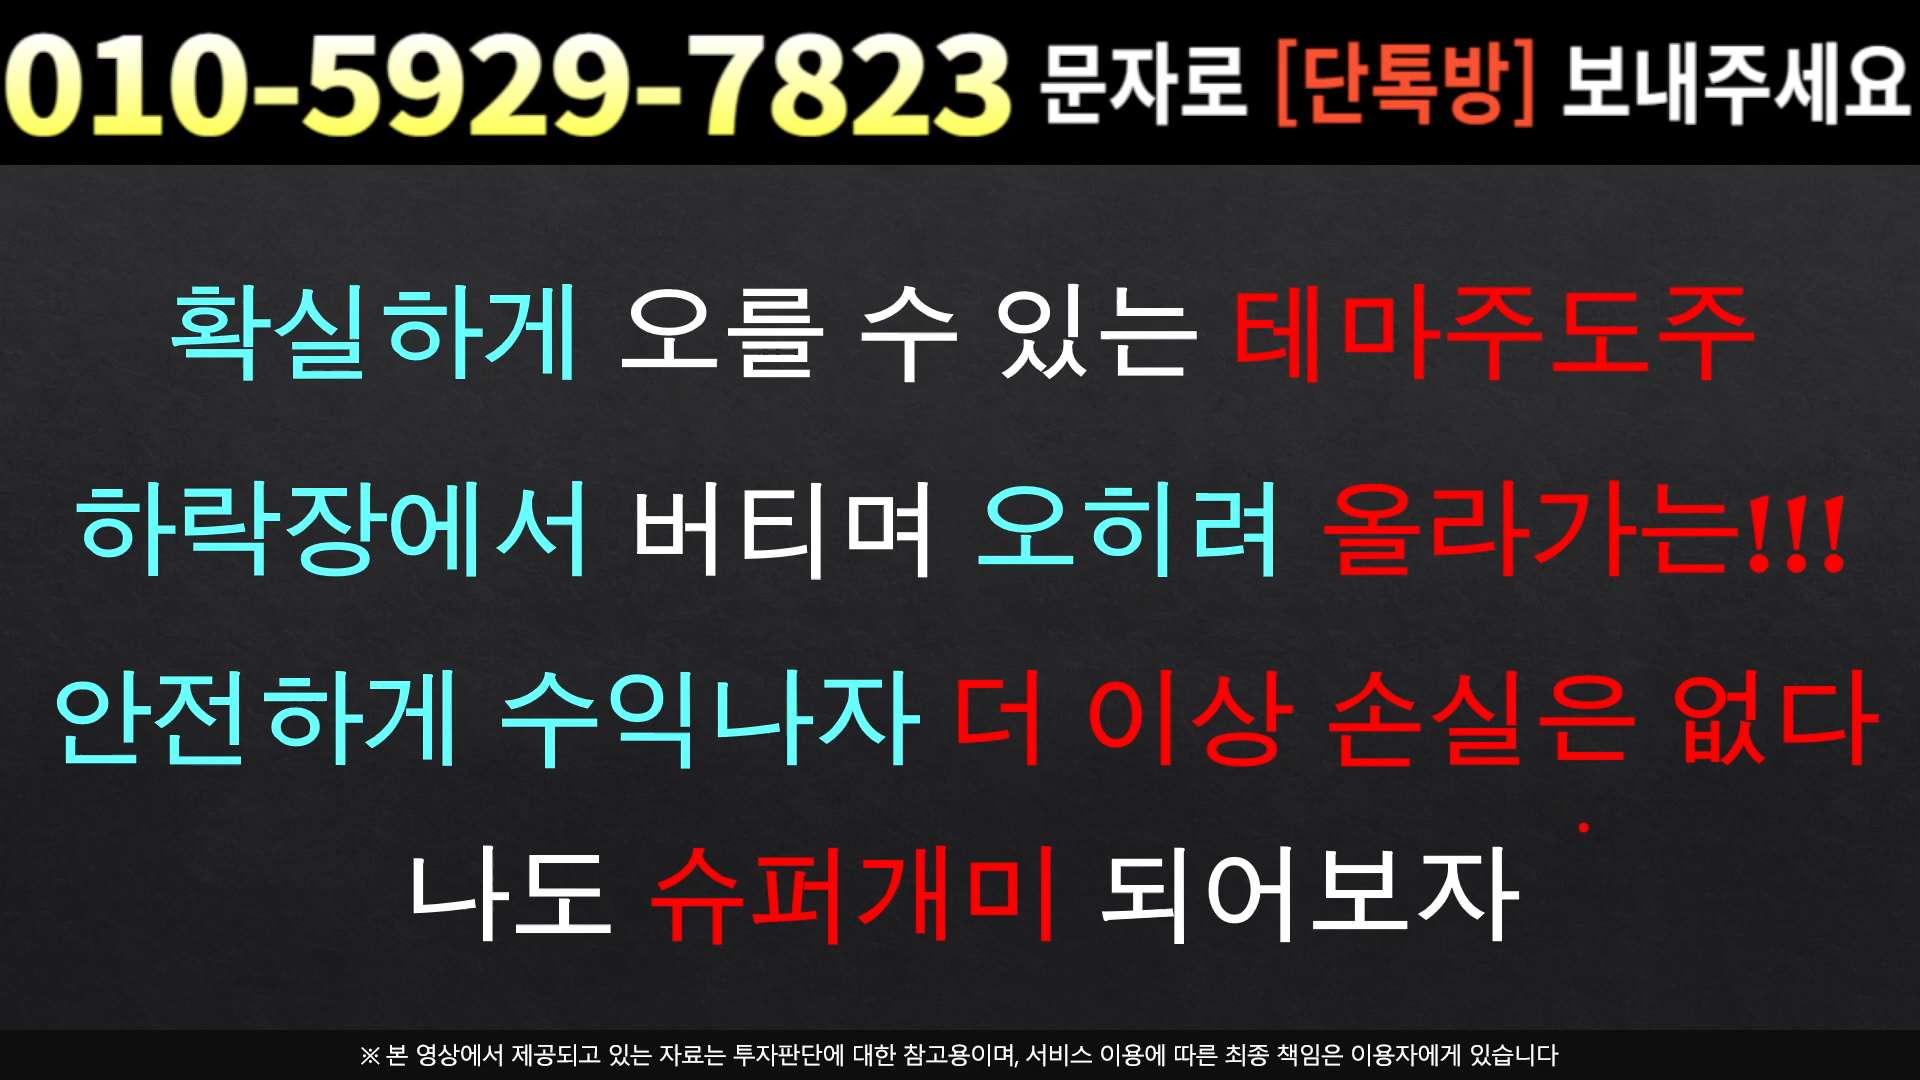 010-5929-7823 문자로 [단톡방] 보내주세요
확실하게 오를 수 있는 테마주도주
하락장에서 버티며 오히려 올라가는!!!
안전하게 수익나자 더 이상 손실은 없다
나도 슈퍼개미 되어보자
※ 본 영상에서 제공되고 있는 자료는 투자판단에 대한 참고용이며, 서비스 이용에 따른 최종 책임은 이용자에게 있습니다